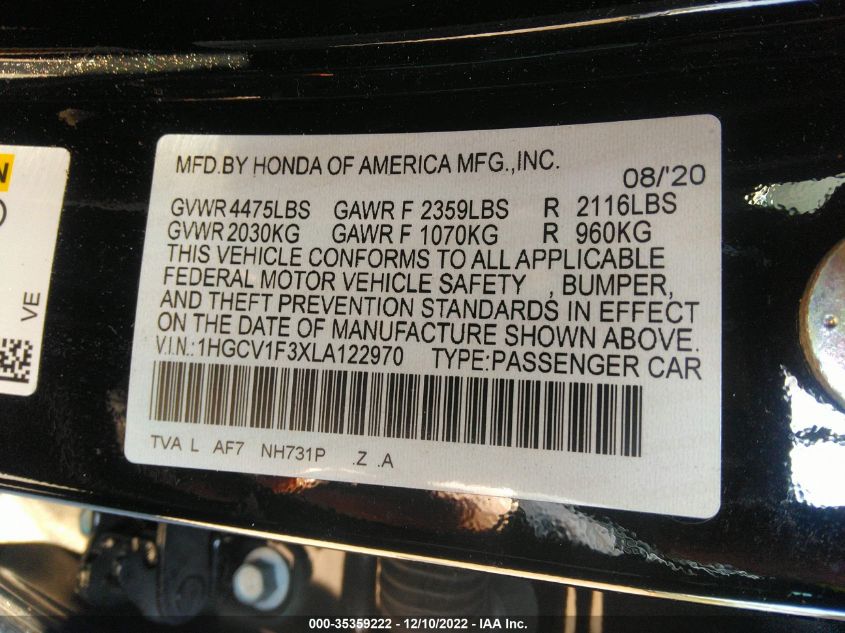 MFD.BY HONDA OF AMERICA MFG.,INC.
08/'20
GVWR 4475LBS GAWR F 2359LBS R 2116LBS
GVWR 2030KG GAWR F 1070KG R 960KG
THIS VEHICLE CONFORMS TO ALL APPLICABLE
FEDERAL MOTOR VEHICLE SAFETY , BUMPER,
AND THEFT PREVENTION STANDARDS IN EFFECT
ON THE DATE OF MANUFACTURE SHOWN ABOVE.
V.I.N.:1HGCV1F3XLA122970 TYPE:PASSENGER CAR
TVA L AF7 NH731P .Z .A
N
VE
000-35359222 - 12/10/2022 - IAA Inc.